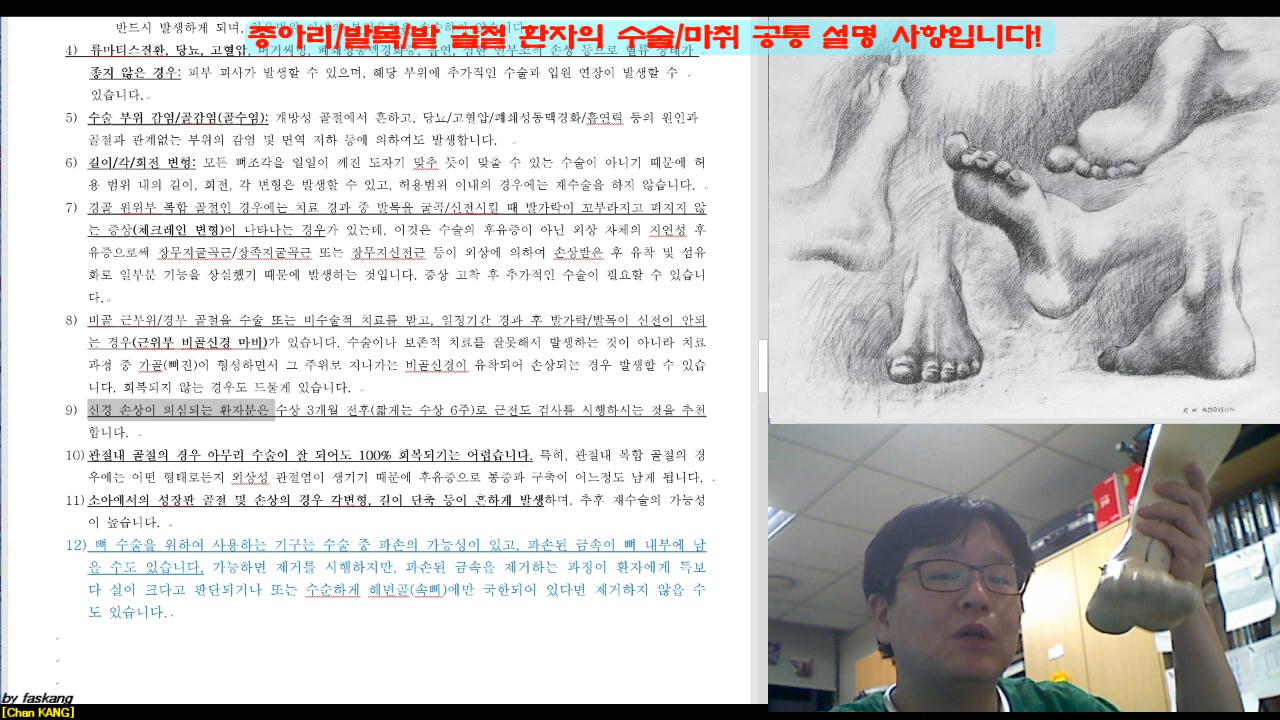 종아리/발목/발 골절 환자의 수술/마취 공통 설명 사항입니다!
반드시 발생하게 되며,
4) 류마티스질환, 당뇨, 고혈압,
좋지 않은 경우: 피부 괴사가 발생할 수 있으며, 해당 부위에 추가적인 수술과 입원 연장이 발생할 수
있습니다.
5) 수술 부위 감염/골감염(골수염): 개방성 골절에서 흔하고, 당뇨/고혈압/폐쇄성동맥경화/흡연력 등의 원인과
골절과 관계없는 부위의 감염 및 면역 저하 등에 의하여도 발생합니다.
6) 길이/각/회전 변형: 모든 뼈조각을 일일이 깨진 도자기 맞추 듯이 맞출 수 있는 수술이 아니기 때문에 허
용 범위 내의 길이, 회전, 각 변형은 발생할 수 있고, 허용범위 이내의 경우에는 재수술을 하지 않습니다.
7) 경골 원위부 복합 골절인 경우에는 치료 경과 중 발목을 굴곡/신전시킬 때 발가락이 꼬부라지고 펴지지 않
는 증상(체크레인 변형)이 나타나는 경우가 있는데, 이것은 수술의 후유증이 아닌 외상 자체의 지연성 후
유증으로써 장무지굴곡근/장족지굴곡근 또는 장무지신전근 등이 외상에 의하여 손상받은 후 유착 및 섬유
화로 일부분 기능을 상실했기 때문에 발생하는 것입니다. 증상 고착 후 추가적인 수술이 필요할 수 있습니
다.
8) 비골 근부위/경부 골절을 수술 또는 비수술적 치료를 받고, 일정기간 경과 후 발가락/발목이 신전이 안되
는 경우(근위부 비골신경 마비)가 있습니다. 수술이나 보존적 치료를 잘못해서 발생하는 것이 아니라 치료
과정 중 가골(뼈진)이 형성하면서 그 주위로 지나가는 비골신경이 유착되어 손상되는 경우 발생할 수 있습
니다. 회복되지 않는 경우도 드물게 있습니다.
9) 신경 손상이 의심되는 환자분은 수상 3개월 전후(짧게는 수상 6주)로 근전도 검사를 시행하시는 것을 추천
합니다.
10) 관절내 골절의 경우 아무리 수술이 잘 되어도 100% 회복되기는 어렵습니다. 특히, 관절내 복합 골절의 경
우에는 어떤 형태로든지 외상성 관절염이 생기기 때문에 후유증으로 통증과 구축이 어느정도 남게 됩니다.
11) 소아에서의 성장판 골절 및 손상의 경우 각변형, 길이 단축 등이 흔하게 발생하며, 추후 재수술의 가능성
이 높습니다.
12) 뼈 수술을 위하여 사용하는 기구는 수술 중 파손의 가능성이 있고, 파손된 금속이 뼈 내부에 남
을 수도 있습니다. 가능하면 제거를 시행하지만, 파손된 금속을 제거하는 과정이 환자에게 득보
다 실이 크다고 판단되거나 또는 수순하게 해면골(속뼈)에만 국한되어 있다면 제거하지 않을 수
도 있습니다.
R W ADDISON
by faskang
[Chan KANG]